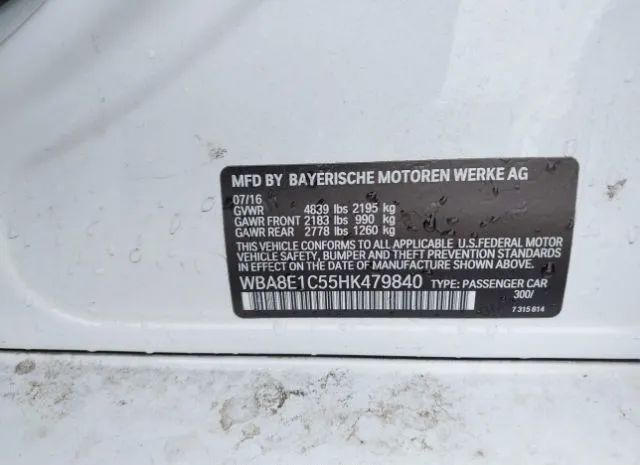 MFD BY BAYERISCHE MOTOREN WERKE AG
07/16
GVWR 4839 lbs 2195 kg
GAWR FRONT 2183 lbs 990 kg
GAWR REAR 2778 lbs 1260 kg
THIS VEHICLE CONFORMS TO ALL APPLICABLE U.S.FEDERAL MOTOR
VEHICLE SAFETY, BUMPER AND THEFT PREVENTION STANDARDS
IN EFFECT ON THE DATE OF MANUFACTURE SHOWN ABOVE.
WBA8E1C55HK479840 TYPE: PASSENGER CAR
300/
7 315 614